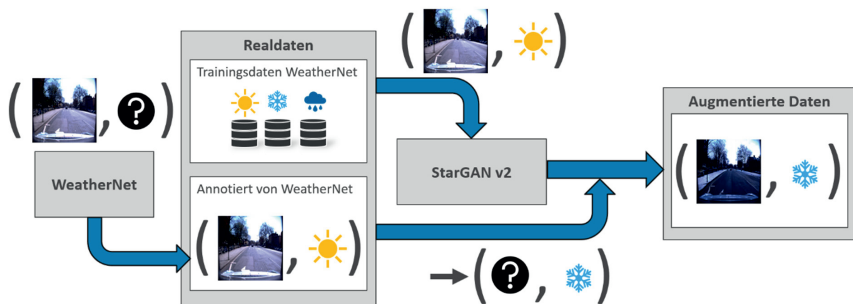 Realdaten
Trainingsdaten WeatherNet
Augmentierte Daten
?
WeatherNet
StarGAN v2
Annotiert von WeatherNet
?